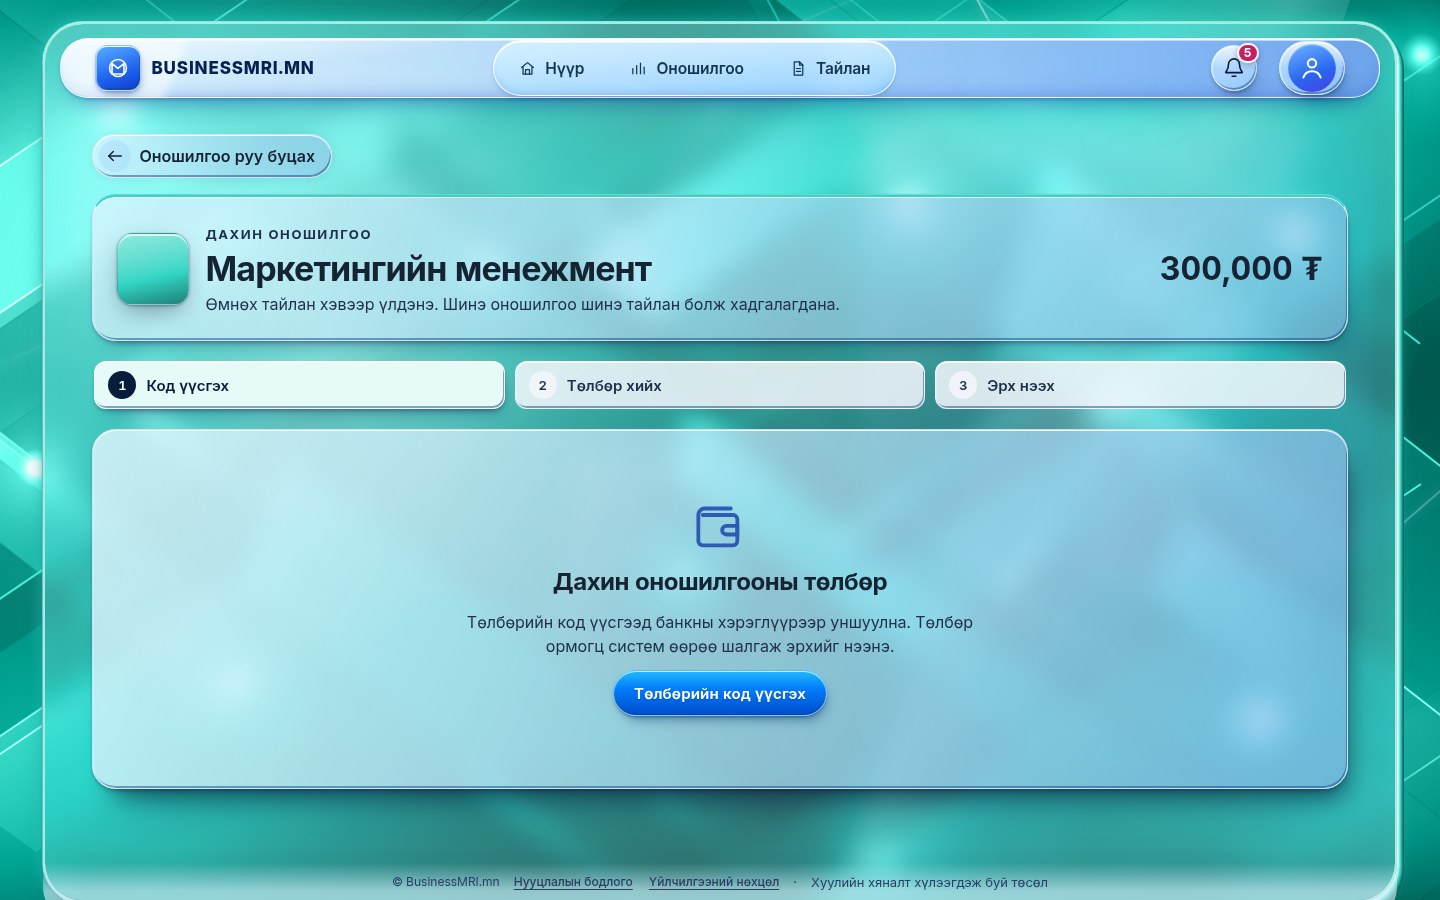 BUSINESSMRI.MN
Нүүр
Оношилгоо
Тайлан
5
Оношилгоо руу буцах
ДАХИН ОНОШИЛГОО
Маркетингийн менежмент
300,000 ₮
Өмнөх тайлан хэвээр үлдэнэ. Шинэ оношилгоо шинэ тайлан болж хадгалагдана.
1 Код үүсгэх
2 Төлбөр хийх
3 Эрх нээх
Дахин оношилгооны төлбөр
Төлбөрийн код үүсгээд банкны хэрэглүүрээр уншуулна. Төлбөр
ормогц систем өөрөө шалгаж эрхийг нээнэ.
Төлбөрийн код үүсгэх
© BusinessMRI.mn Нууцлалын бодлого Үйлчилгээний нөхцөл · Хуулийн хяналт хүлээгдэж буй төсөл